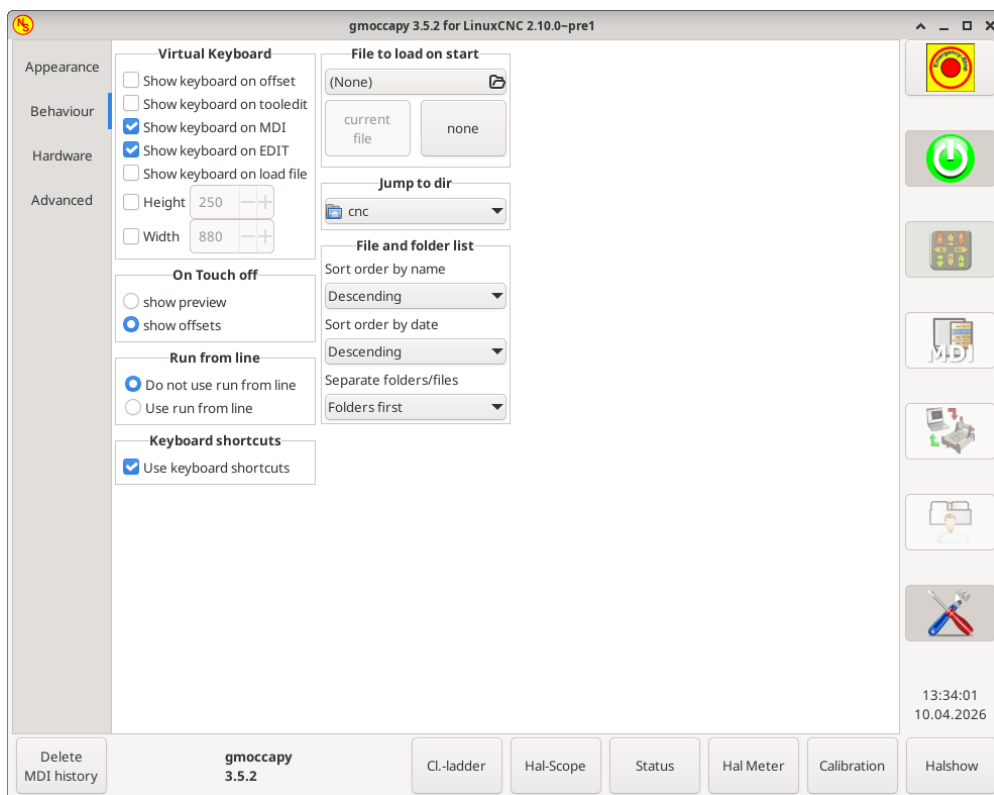 NS
gmoccapy 3.5.2 for LinuxCNC 2.10.0~pre1
Appearance
Behaviour
Hardware
Advanced
Virtual Keyboard
Show keyboard on offset
Show keyboard on tooledit
Show keyboard on MDI
Show keyboard on EDIT
Show keyboard on load file
Height 250
Width 880
On Touch off
show preview
show offsets
Run from line
Do not use run from line
Use run from line
Keyboard shortcuts
Use keyboard shortcuts
File to load on start
(None)
current
file
none
Jump to dir
cnc
File and folder list
Sort order by name
Descending
Sort order by date
Descending
Separate folders/files
Folders first
Emergency-Stop
MDI
13:34:01
10.04.2026
Delete
MDI history
gmoccapy
3.5.2
Cl.-ladder
Hal-Scope
Status
Hal Meter
Calibration
Halshow